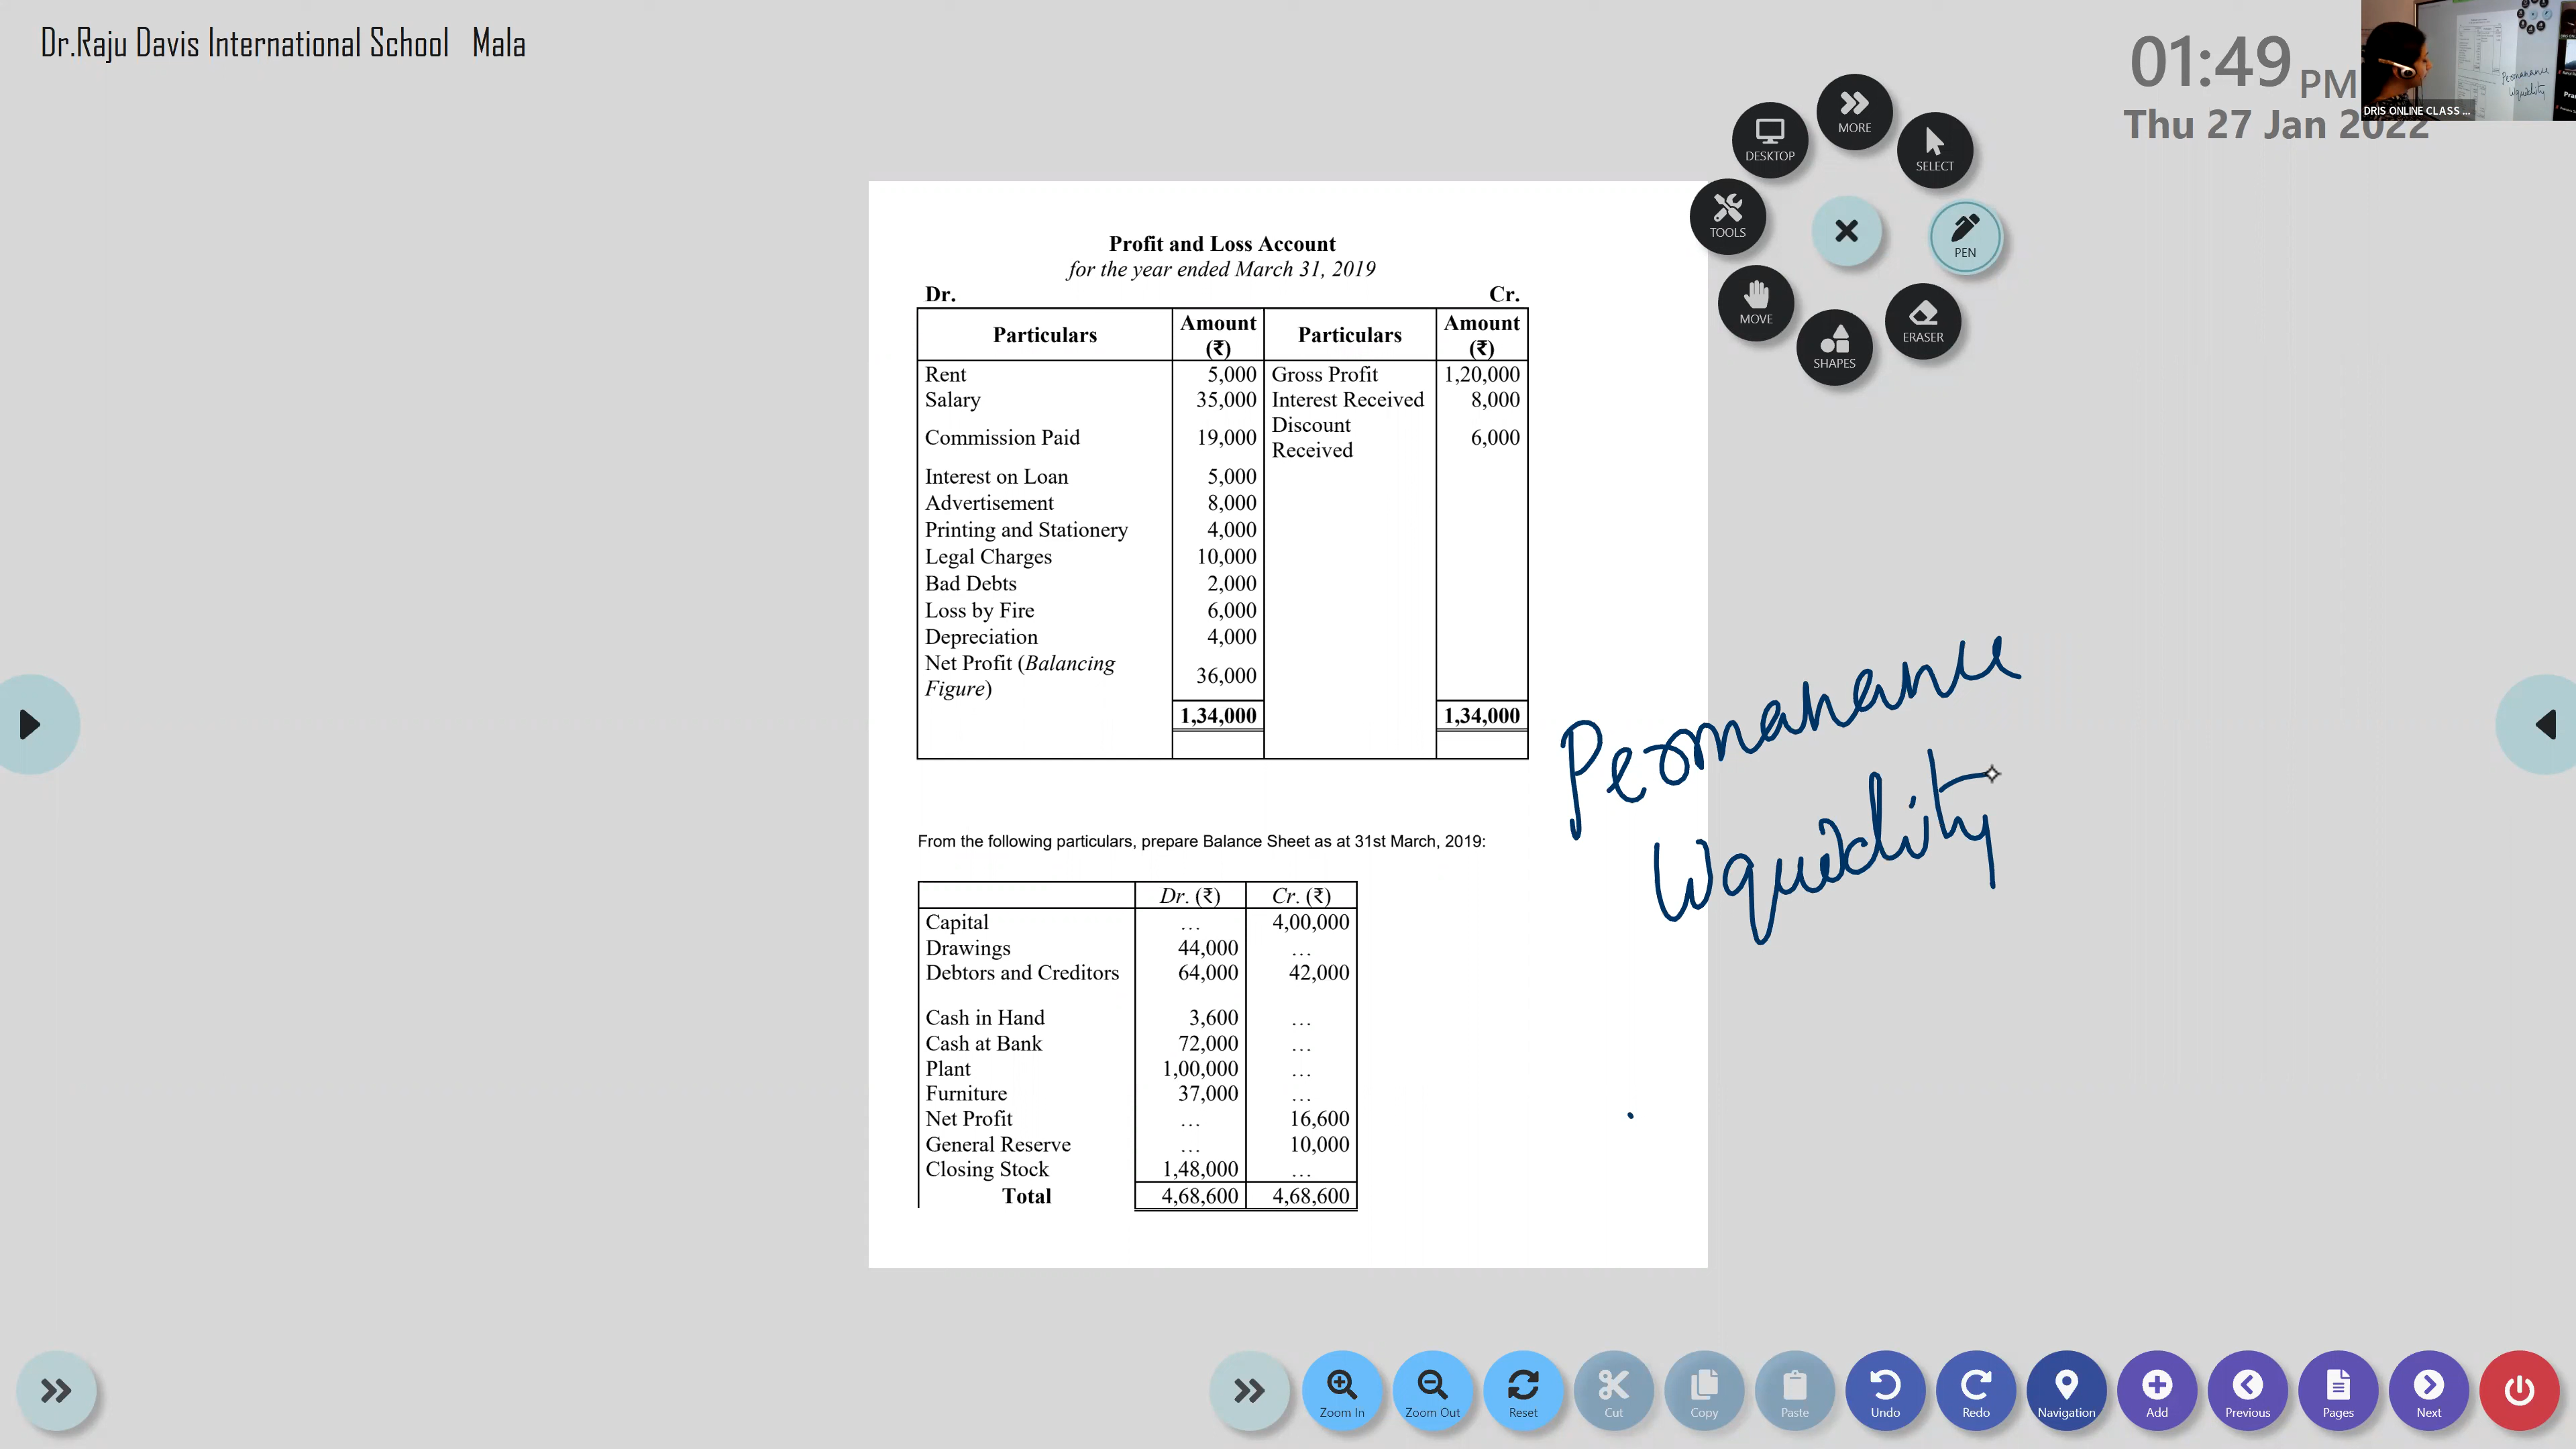 Dr.Raju Davis International School Mala
01:49 PM
Thu 27 Jan 2022
DRIS ONLINE CLASS ...
MORE
DESKTOP
SELECT
TOOLS
PEN
MOVE
ERASER
SHAPES
Profit and Loss Account
for the year ended March 31, 2019
Dr. Cr.
Particulars Amount (₹) Particulars Amount (₹)
Rent 5,000 Gross Profit 1,20,000
Salary 35,000 Interest Received 8,000
Commission Paid 19,000 Discount Received 6,000
Interest on Loan 5,000
Advertisement 8,000
Printing and Stationery 4,000
Legal Charges 10,000
Bad Debts 2,000
Loss by Fire 6,000
Depreciation 4,000
Net Profit (Balancing Figure) 36,000
1,34,000 1,34,000
Permanance
Liquidity
From the following particulars, prepare Balance Sheet as at 31st March, 2019:
Dr. (₹) Cr. (₹)
Capital ... 4,00,000
Drawings 44,000 ...
Debtors and Creditors 64,000 42,000
Cash in Hand 3,600 ...
Cash at Bank 72,000 ...
Plant 1,00,000 ...
Furniture 37,000 ...
Net Profit ... 16,600
General Reserve ... 10,000
Closing Stock 1,48,000 ...
Total 4,68,600 4,68,600
Zoom In Zoom Out Reset Cut Copy Paste Undo Redo Navigation Add Previous Pages Next